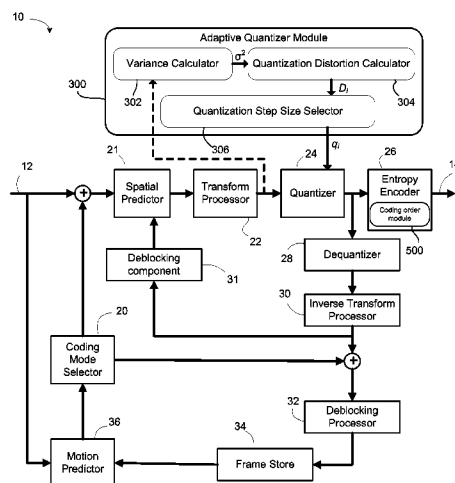 10
Adaptive Quantizer Module
Variance Calculator
σ²
Quantization Distortion Calculator
300
302
304
Dᵢ
Quantization Step Size Selector
306
qᵢ
12
21
24
26
14
Spatial
Predictor
Transform
Processor
Quantizer
Entropy
Encoder
Coding order
module
22
500
Deblocking
component
28
Dequantizer
31
30
Inverse Transform
Processor
20
Coding
Mode
Selector
32
Deblocking
Processor
36
34
Motion
Predictor
Frame Store